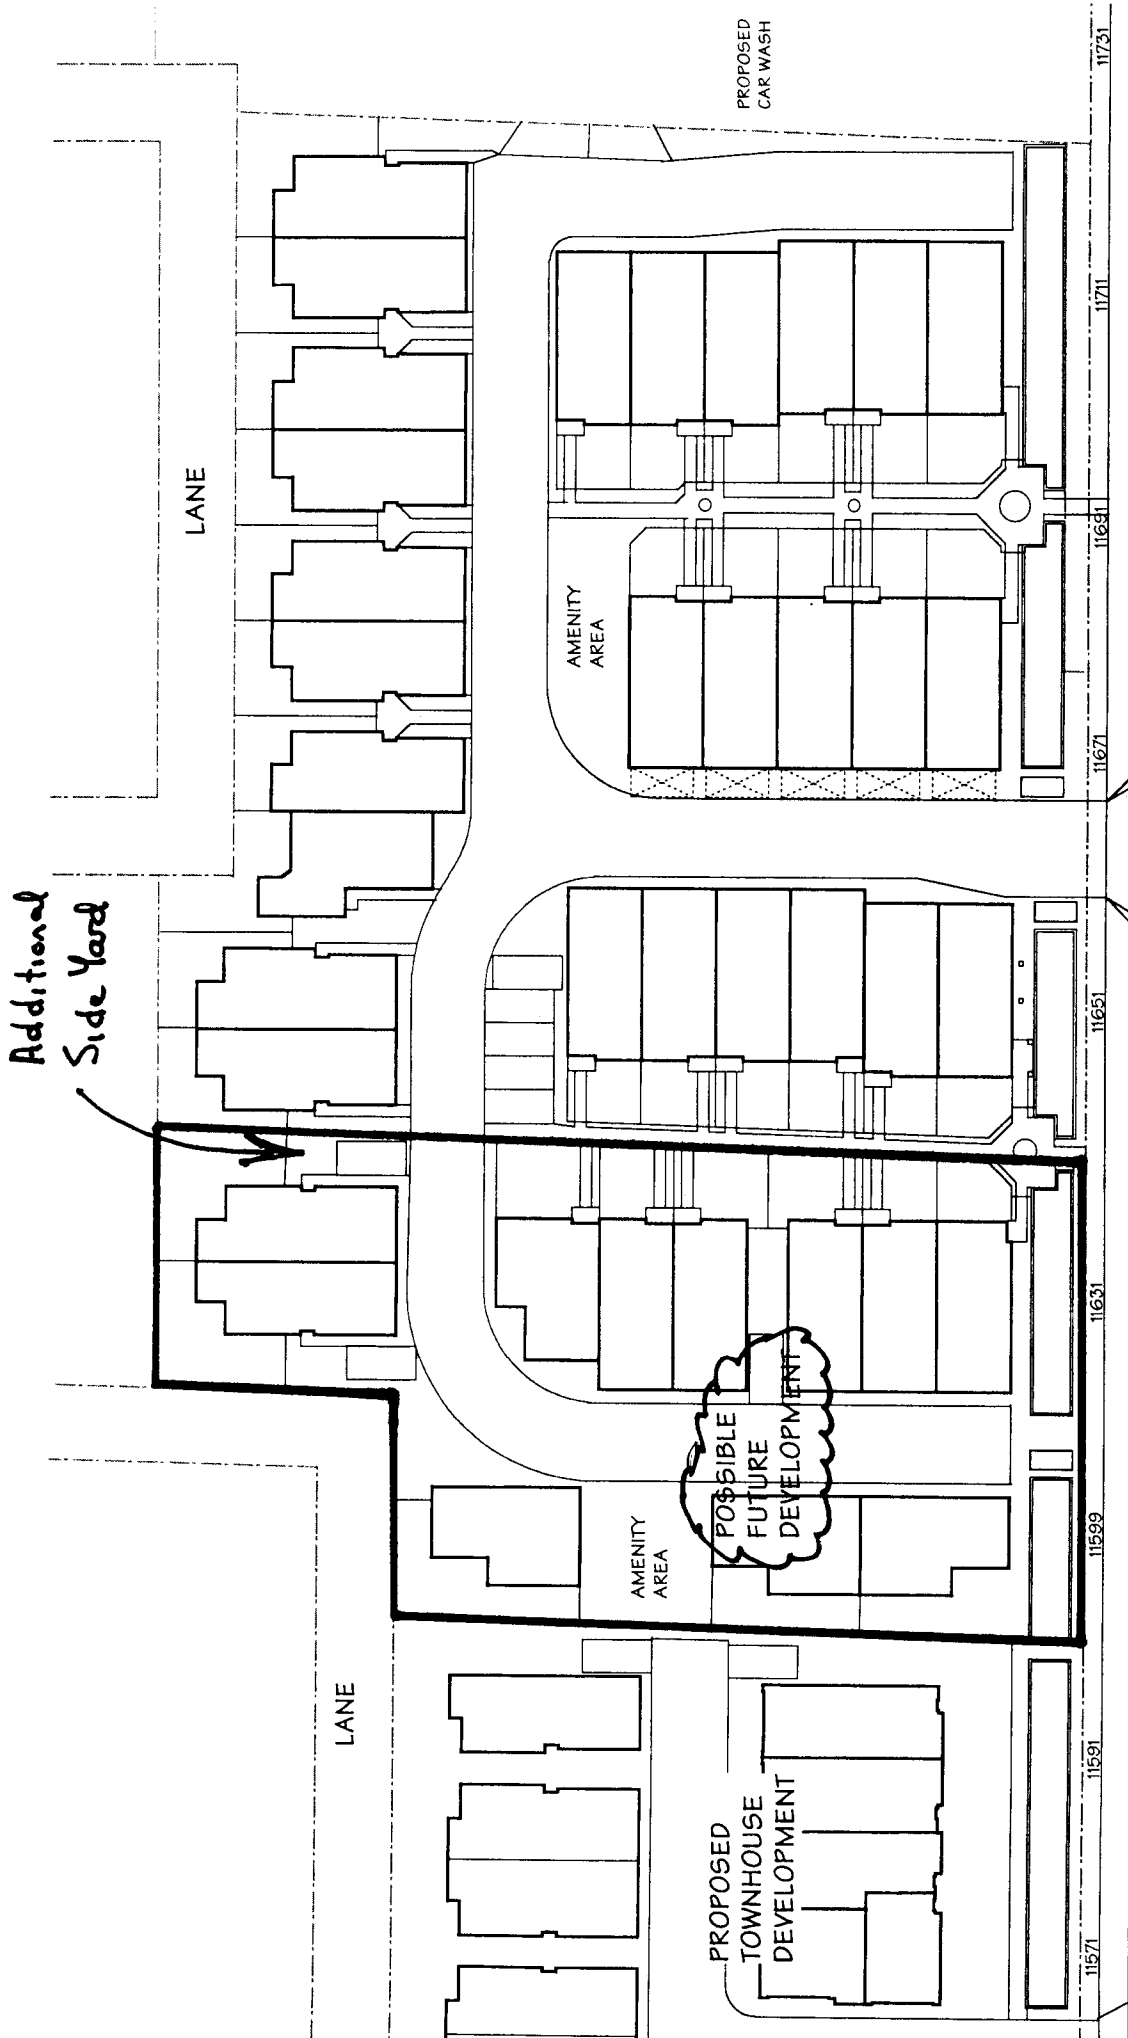 Additional
Side Yard
LANE
PROPOSED
CAR WASH
AMENITY
AREA
POSSIBLE
FUTURE
DEVELOPMENT
AMENITY
AREA
LANE
PROPOSED
TOWNHOUSE
DEVELOPMENT
11571
11591
11599
11631
11651
11671
11691
11711
11731